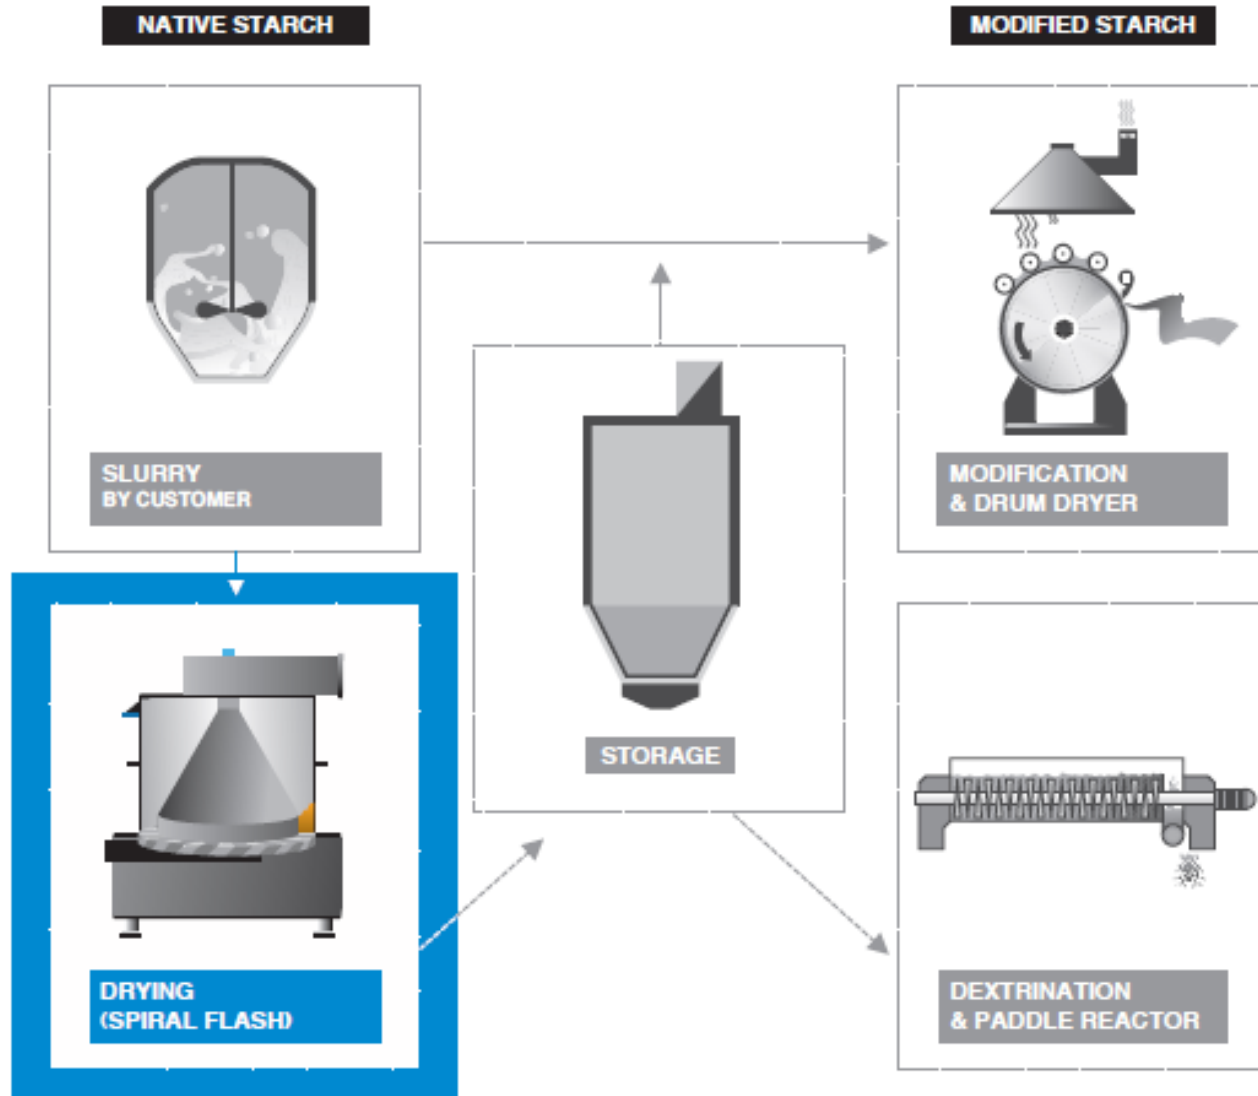 NATIVE STARCH
MODIFIED STARCH
SLURRY
BY CUSTOMER
MODIFICATION
& DRUM DRYER
STORAGE
DRYING
(SPIRAL FLASH)
DEXTRINATION
& PADDLE REACTOR